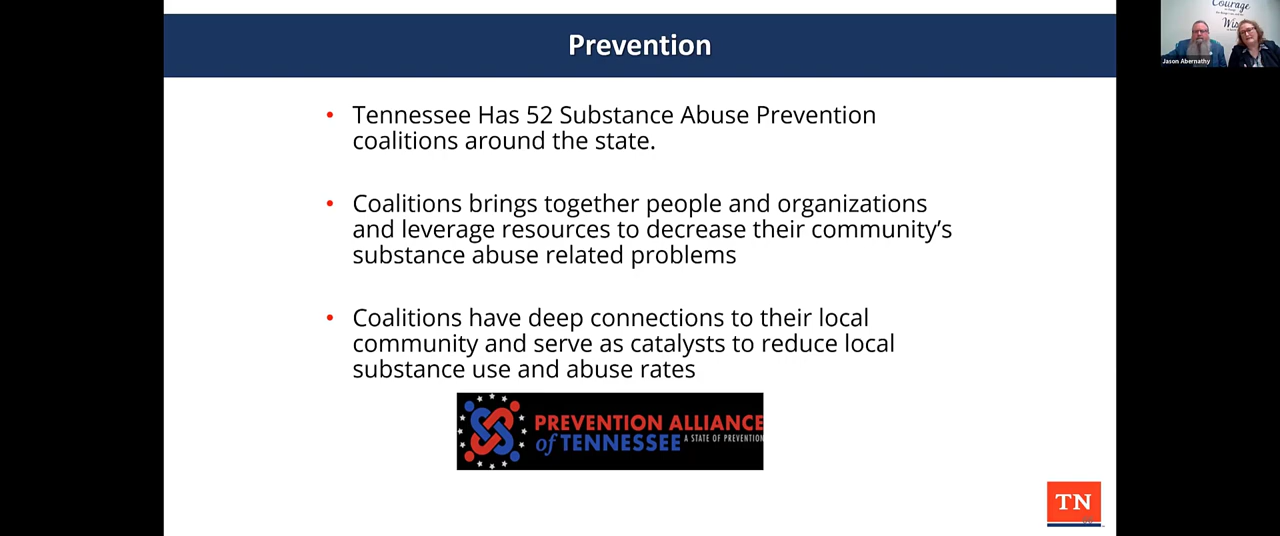 Prevention
Courage
Wis
Jason Abernathy
• Tennessee Has 52 Substance Abuse Prevention
coalitions around the state.
• Coalitions brings together people and organizations
and leverage resources to decrease their community's
substance abuse related problems
• Coalitions have deep connections to their local
community and serve as catalysts to reduce local
substance use and abuse rates
PREVENTION ALLIANCE
of TENNESSEE A STATE OF PREVENTION
TN